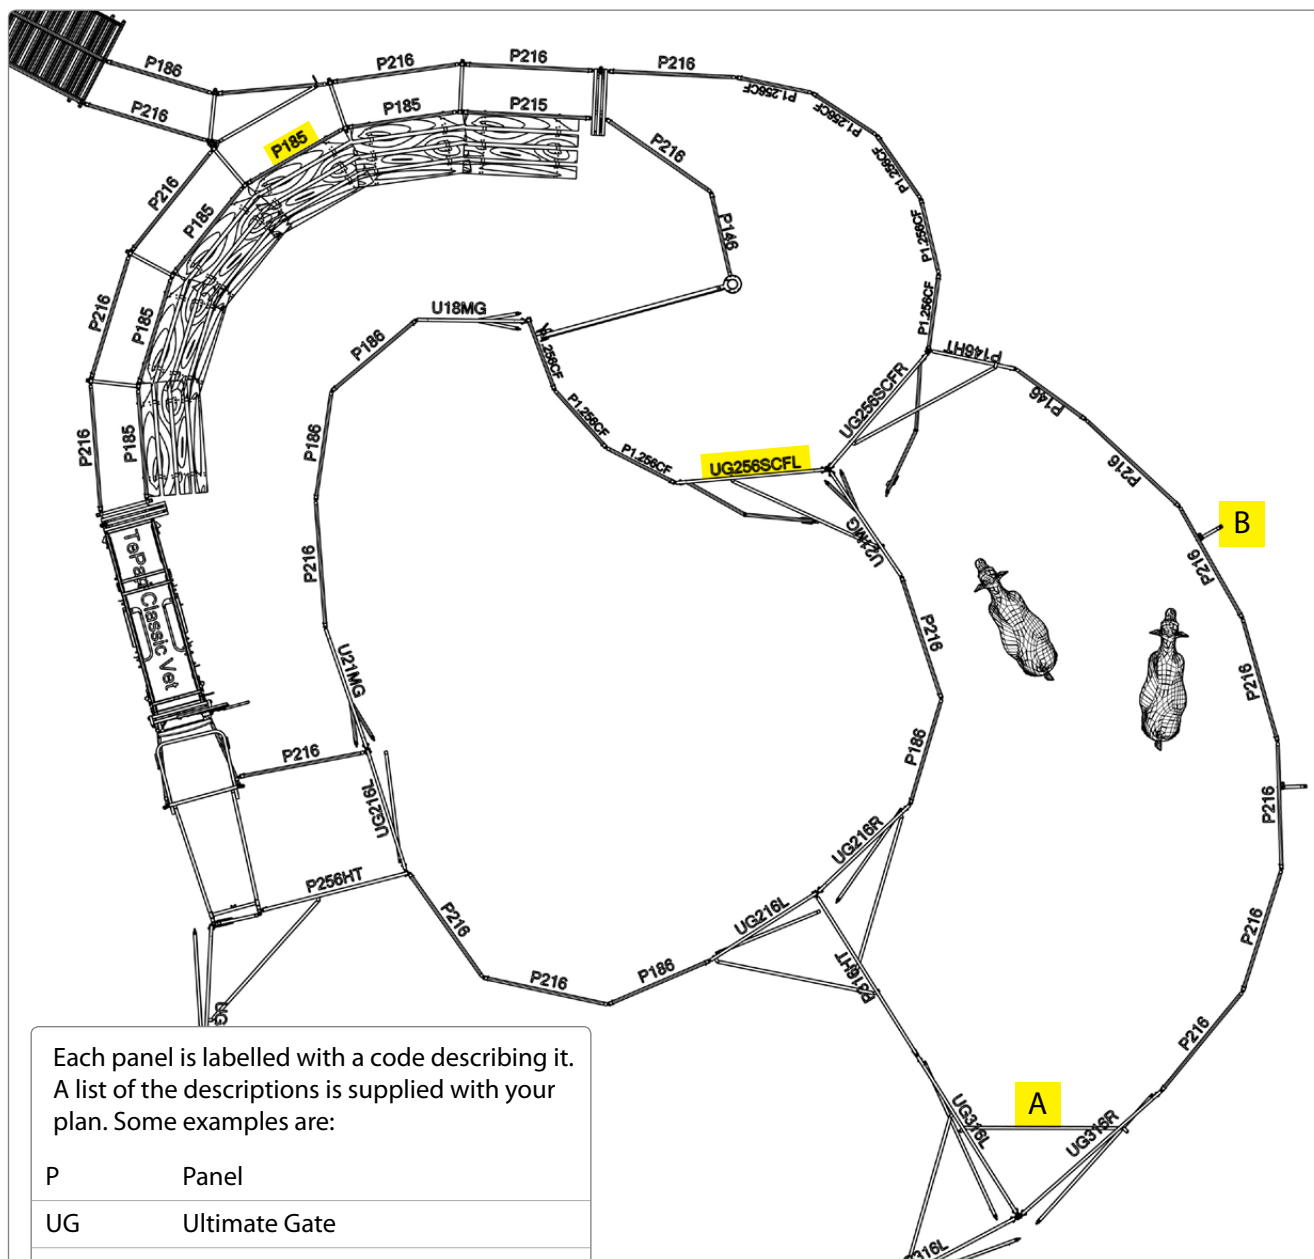 P186
P216
P216
P216
P216
P185
P185
P215
P1.256CF
P1.256CF
P1.256CF
P1.256CF
P1.256CF
P216
P146
P216
P185
P216
P185
P216
P185
U18MG
P186
P186
P216
U21MG
P1.256CF
P1.256CF
UG256SCFL
UG256SCFR
P146HT
P146
P216
B
P216
P216
P216
P216
P216
U21MG
P216
P186
TePari Classic Vet
P216
UG216L
P256HT
P216
P216
P186
UG216L
UG216R
P316HT
UG316L
A
UG316R
UG
Each panel is labelled with a code describing it.
A list of the descriptions is supplied with your
plan. Some examples are:
P Panel
UG Ultimate Gate